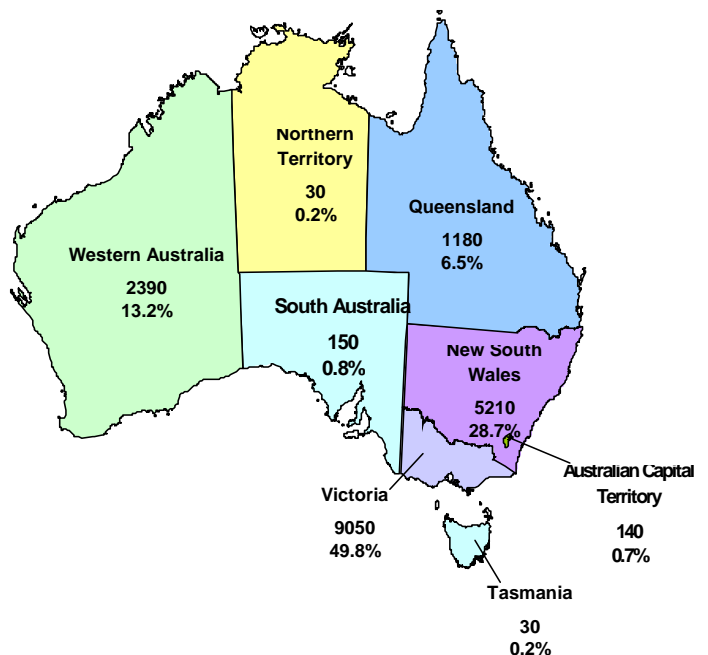 Northern
Territory
30
0.2%
Queensland
1180
6.5%
Western Australia
2390
13.2%
South Australia
150
0.8%
New South
Wales
5210
28.7%
Australian Capital
Territory
140
0.7%
Victoria
9050
49.8%
Tasmania
30
0.2%